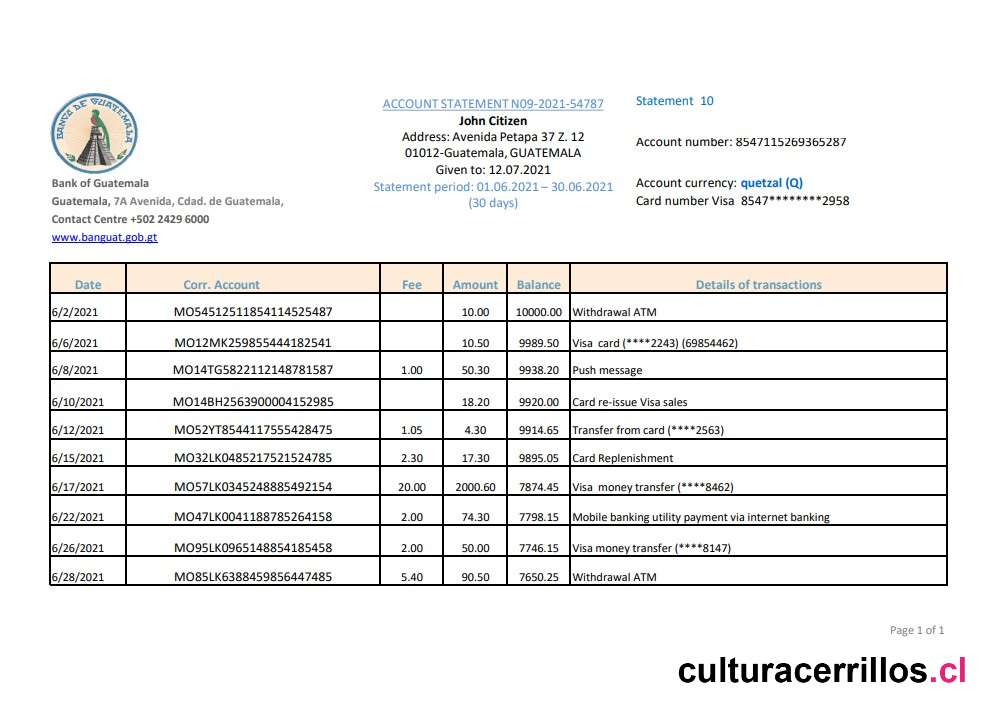 BANCO DE GUATEMALA
Bank of Guatemala
Guatemala, 7A Avenida, Cdad. de Guatemala,
Contact Centre +502 2429 6000
www.banguat.gob.gt
ACCOUNT STATEMENT N09-2021-54787
John Citizen
Address: Avenida Petapa 37 Z. 12
01012-Guatemala, GUATEMALA
Given to: 12.07.2021
Statement period: 01.06.2021 – 30.06.2021
(30 days)
Statement 10
Account number: 8547115269365287
Account currency: quetzal (Q)
Card number Visa 8547********2958
Date Corr. Account Fee Amount Balance Details of transactions
6/2/2021 MO54512511854114525487 10.00 10000.00 Withdrawal ATM
6/6/2021 MO12MK259855444182541 10.50 9989.50 Visa card (****2243) (69854462)
6/8/2021 MO14TG5822112148781587 1.00 50.30 9938.20 Push message
6/10/2021 MO14BH2563900004152985 18.20 9920.00 Card re-issue Visa sales
6/12/2021 MO52YT8544117555428475 1.05 4.30 9914.65 Transfer from card (****2563)
6/15/2021 MO32LK0485217521524785 2.30 17.30 9895.05 Card Replenishment
6/17/2021 MO57LK0345248885492154 20.00 2000.60 7874.45 Visa money transfer (****8462)
6/22/2021 MO47LK0041188785264158 2.00 74.30 7798.15 Mobile banking utility payment via internet banking
6/26/2021 MO95LK0965148854185458 2.00 50.00 7746.15 Visa money transfer (****8147)
6/28/2021 MO85LK6388459856447485 5.40 90.50 7650.25 Withdrawal ATM
Page 1 of 1
culturacerrillos.cl